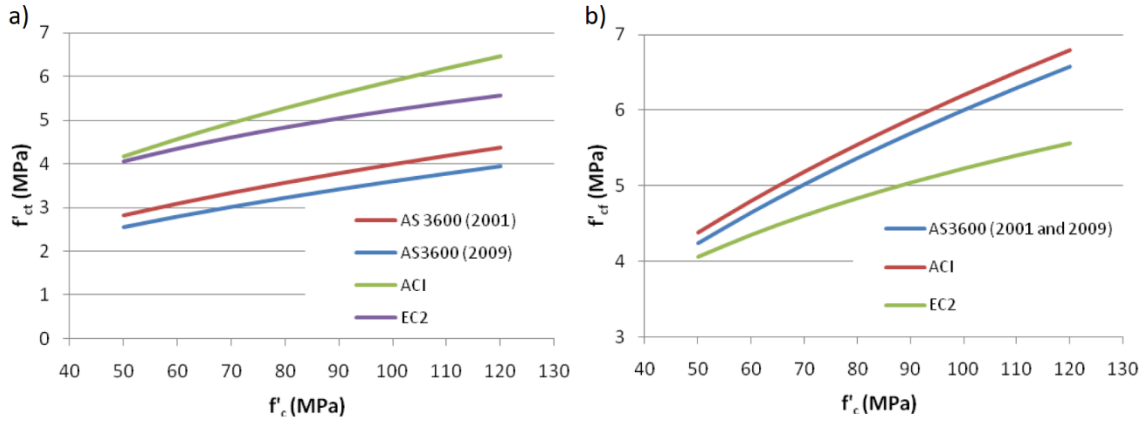 a)
7
6
5
4
3
2
1
0
f'ct (MPa)
40 50 60 70 80 90 100 110 120 130
f'c (MPa)
AS 3600 (2001)
AS3600 (2009)
ACI
EC2
b)
7
6
5
4
3
f'cf (MPa)
40 50 60 70 80 90 100 110 120 130
f'c (MPa)
AS3600 (2001 and 2009)
ACI
EC2